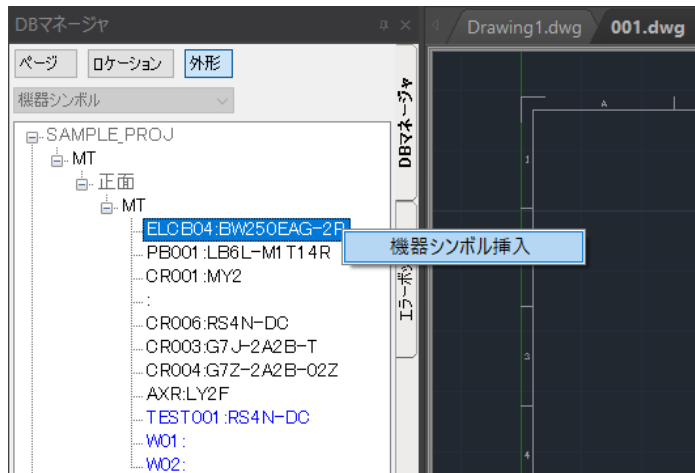 DBマネージャ
Drawing1.dwg
001.dwg
ページ
ロケーション
外形
機器シンボル
DBマネージャ
SAMPLE_PROJ
MT
正面
MT
ELCB04:BW250EAG-2P
機器シンボル挿入
PB001:LB6L-M1T14R
CR001:MY2
:
CR006:RS4N-DC
CR003:G7J-2A2B-T
CR004:G7Z-2A2B-02Z
AXR:LY2F
TEST001:RS4N-DC
W01:
W02:
A
1
3
4